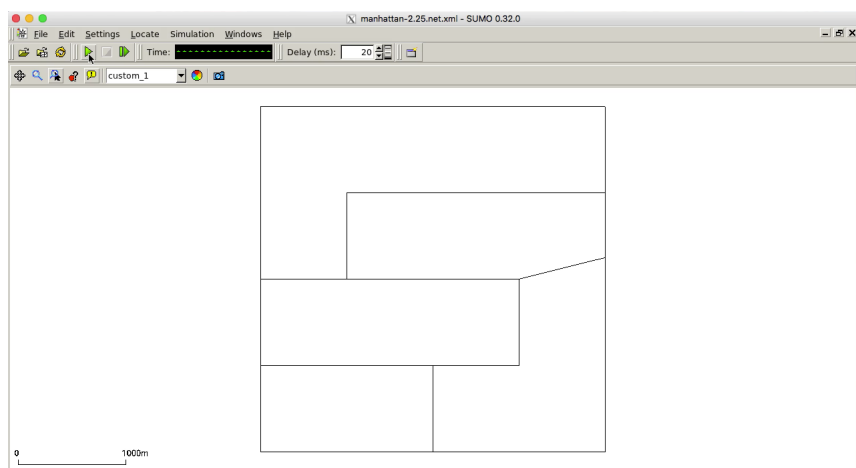 manhattan-2.25.net.xml - SUMO 0.32.0
File Edit Settings Locate Simulation Windows Help
Time: Delay (ms): 20
custom_1
0 1000m